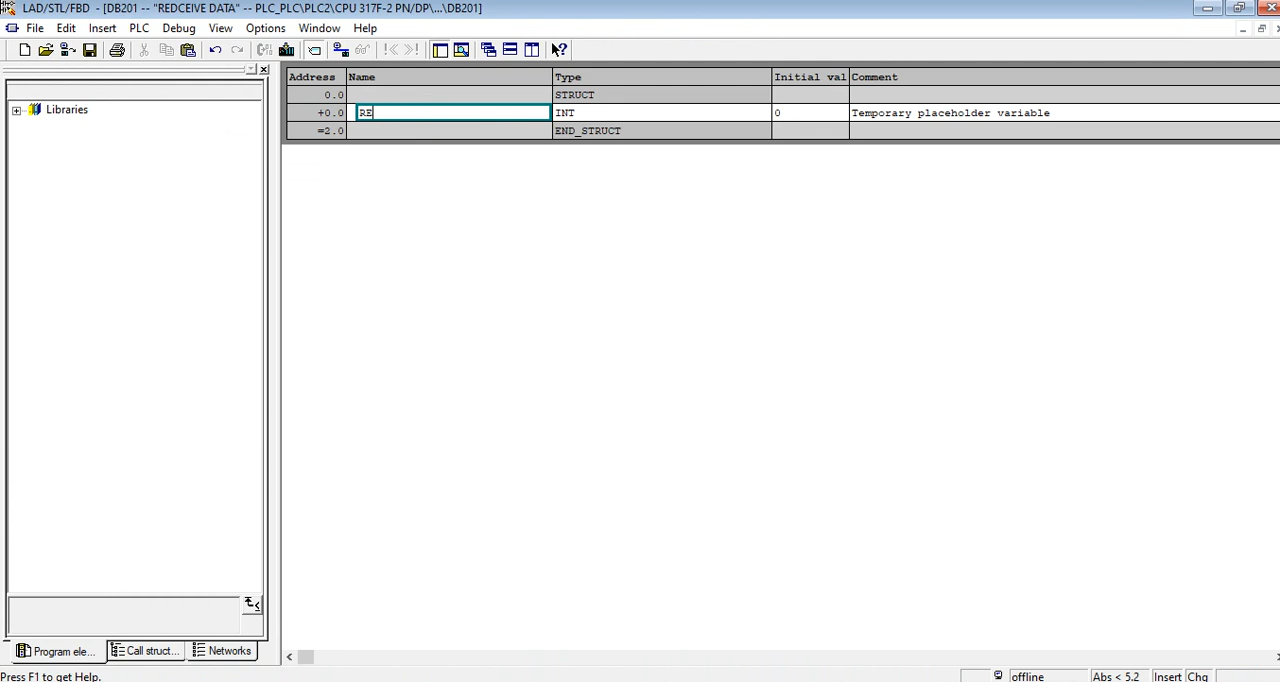 LAD/STL/FBD - [DB201 -- "REDCEIVE DATA" -- PLC_PLC\PLC2\CPU 317F-2 PN/DP\...\DB201]
File Edit Insert PLC Debug View Options Window Help
Address Name Type Initial val Comment
0.0 STRUCT
+0.0 RE INT 0 Temporary placeholder variable
=2.0 END_STRUCT
Libraries
Program ele... Call struct... Networks
Press F1 to get Help. offline Abs < 5.2 Insert Chg